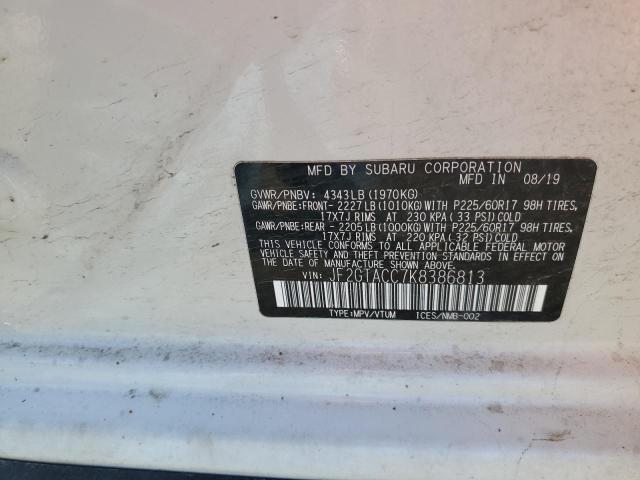 MFD BY SUBARU CORPORATION
MFD IN 08/19
GVWR/PNBV: 4343LB(1970KG)
GAWR/PNBE:FRONT- 2227LB(1010KG)WITH P225/60R17 98H TIRES,
17X7J RIMS AT 230 KPA(33 PSI)COLD
GAWR/PNBE:REAR - 2205LB(1000KG)WITH P225/60R17 98H TIRES,
17X7J RIMS AT 220 KPA(32 PSI)COLD
THIS VEHICLE CONFORMS TO ALL APPLICABLE FEDERAL MOTOR
VEHICLE SAFETY AND THEFT PREVENTION STANDARDS IN
EFFECT ON THE DATE OF MANUFACTURE SHOWN ABOVE.
VIN: JF2GTACC7K8386813
TYPE:MPV/VTUM ICES/NMB-002